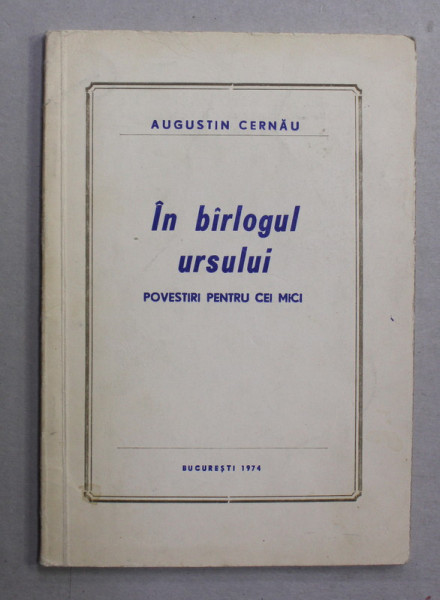 AUGUSTIN CERNĂU
În bîrlogul
ursului
POVESTIRI PENTRU CEI MICI
BUCUREȘTI 1974